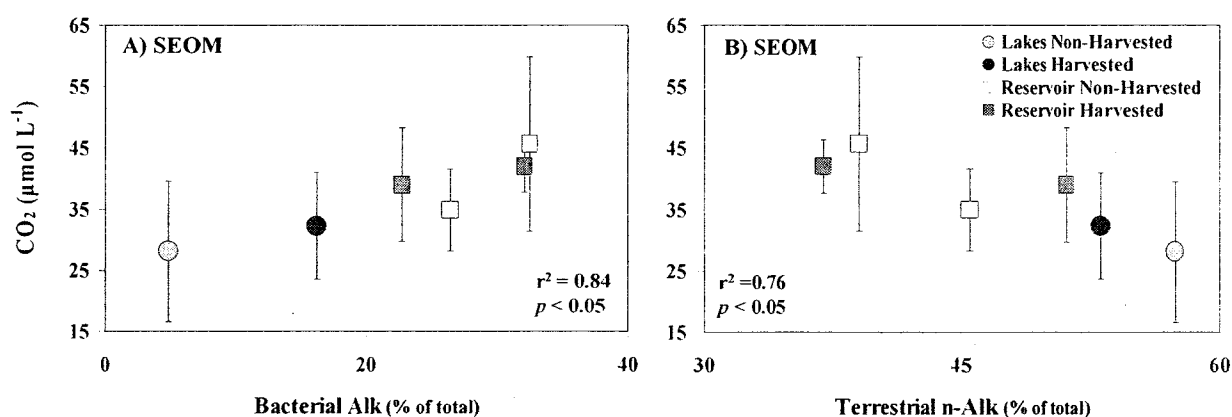 A) SEOM
65
55
45
35
25
15
CO₂ (µmol L⁻¹)
r² = 0.84
p < 0.05
0
20
40
Bacterial Alk (% of total)
B) SEOM
Lakes Non-Harvested
Lakes Harvested
Reservoir Non-Harvested
Reservoir Harvested
65
55
45
35
25
15
r² =0.76
p < 0.05
30
45
60
Terrestrial n-Alk (% of total)